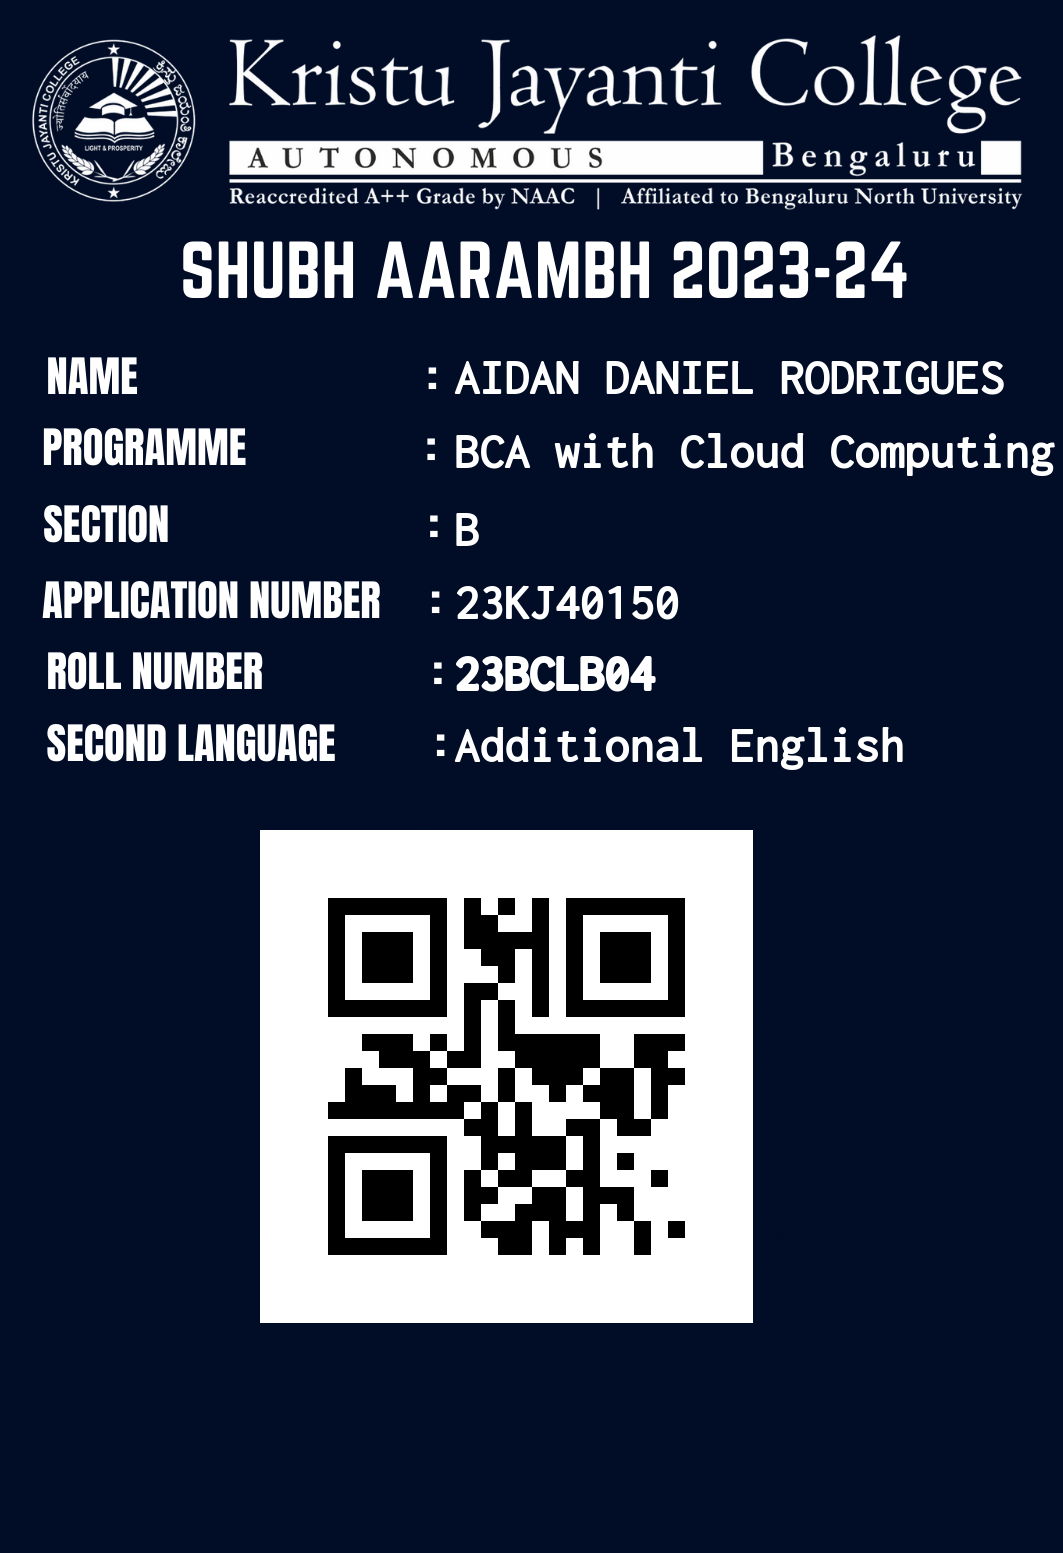 Kristu Jayanti College
AUTONOMOUS Bengaluru
Reaccredited A++ Grade by NAAC | Affiliated to Bengaluru North University
KRISTU JAYANTI COLLEGE
LIGHT & PROSPERITY
SHUBH AARAMBH 2023-24
NAME : AIDAN DANIEL RODRIGUES
PROGRAMME : BCA with Cloud Computing
SECTION : B
APPLICATION NUMBER : 23KJ40150
ROLL NUMBER : 23BCLB04
SECOND LANGUAGE : Additional English